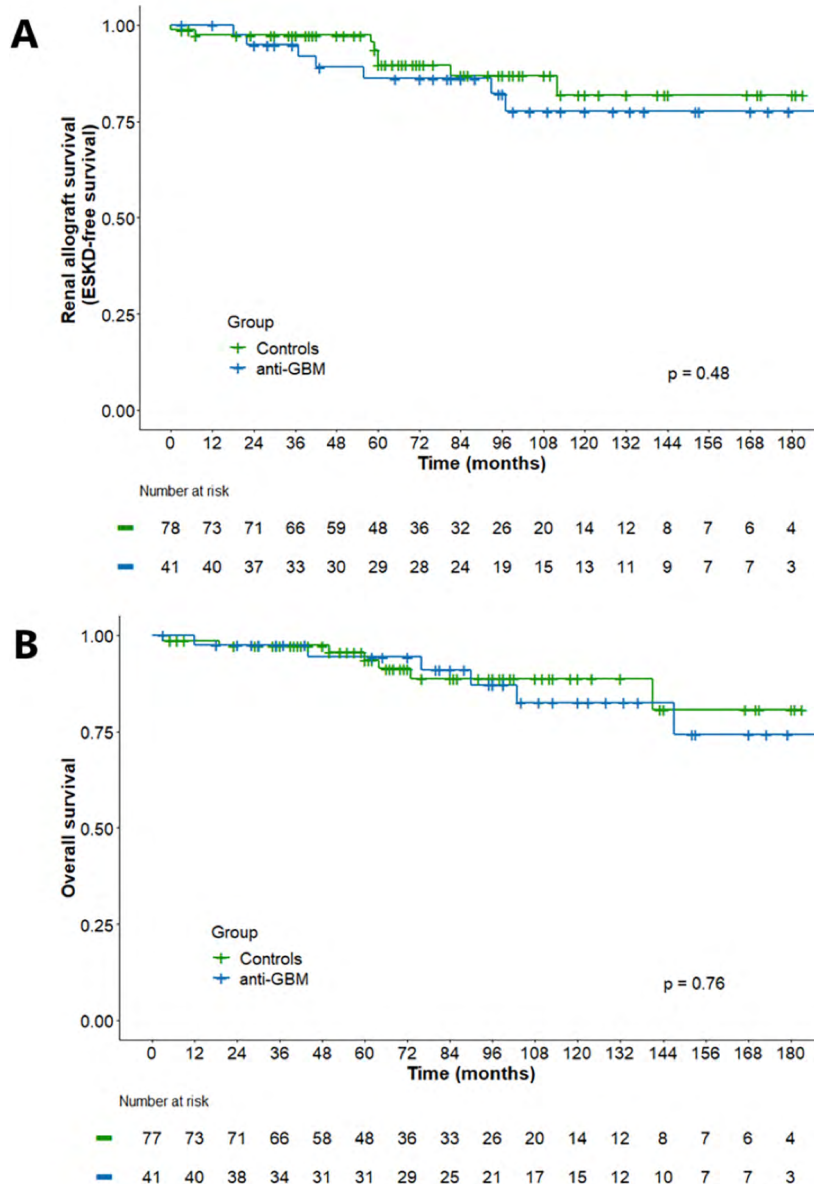 A
1.00
0.75
0.50
0.25
0.00
Renal allograft survival
(ESKD-free survival)
Group
Controls
anti-GBM
p = 0.48
0 12 24 36 48 60 72 84 96 108 120 132 144 156 168 180
Time (months)
Number at risk
78 73 71 66 59 48 36 32 26 20 14 12 8 7 6 4
41 40 37 33 30 29 28 24 19 15 13 11 9 7 7 3
B
1.00
0.75
0.50
0.25
0.00
Overall survival
Group
Controls
anti-GBM
p = 0.76
0 12 24 36 48 60 72 84 96 108 120 132 144 156 168 180
Time (months)
Number at risk
77 73 71 66 58 48 36 33 26 20 14 12 8 7 6 4
41 40 38 34 31 31 29 25 21 17 15 12 10 7 7 3